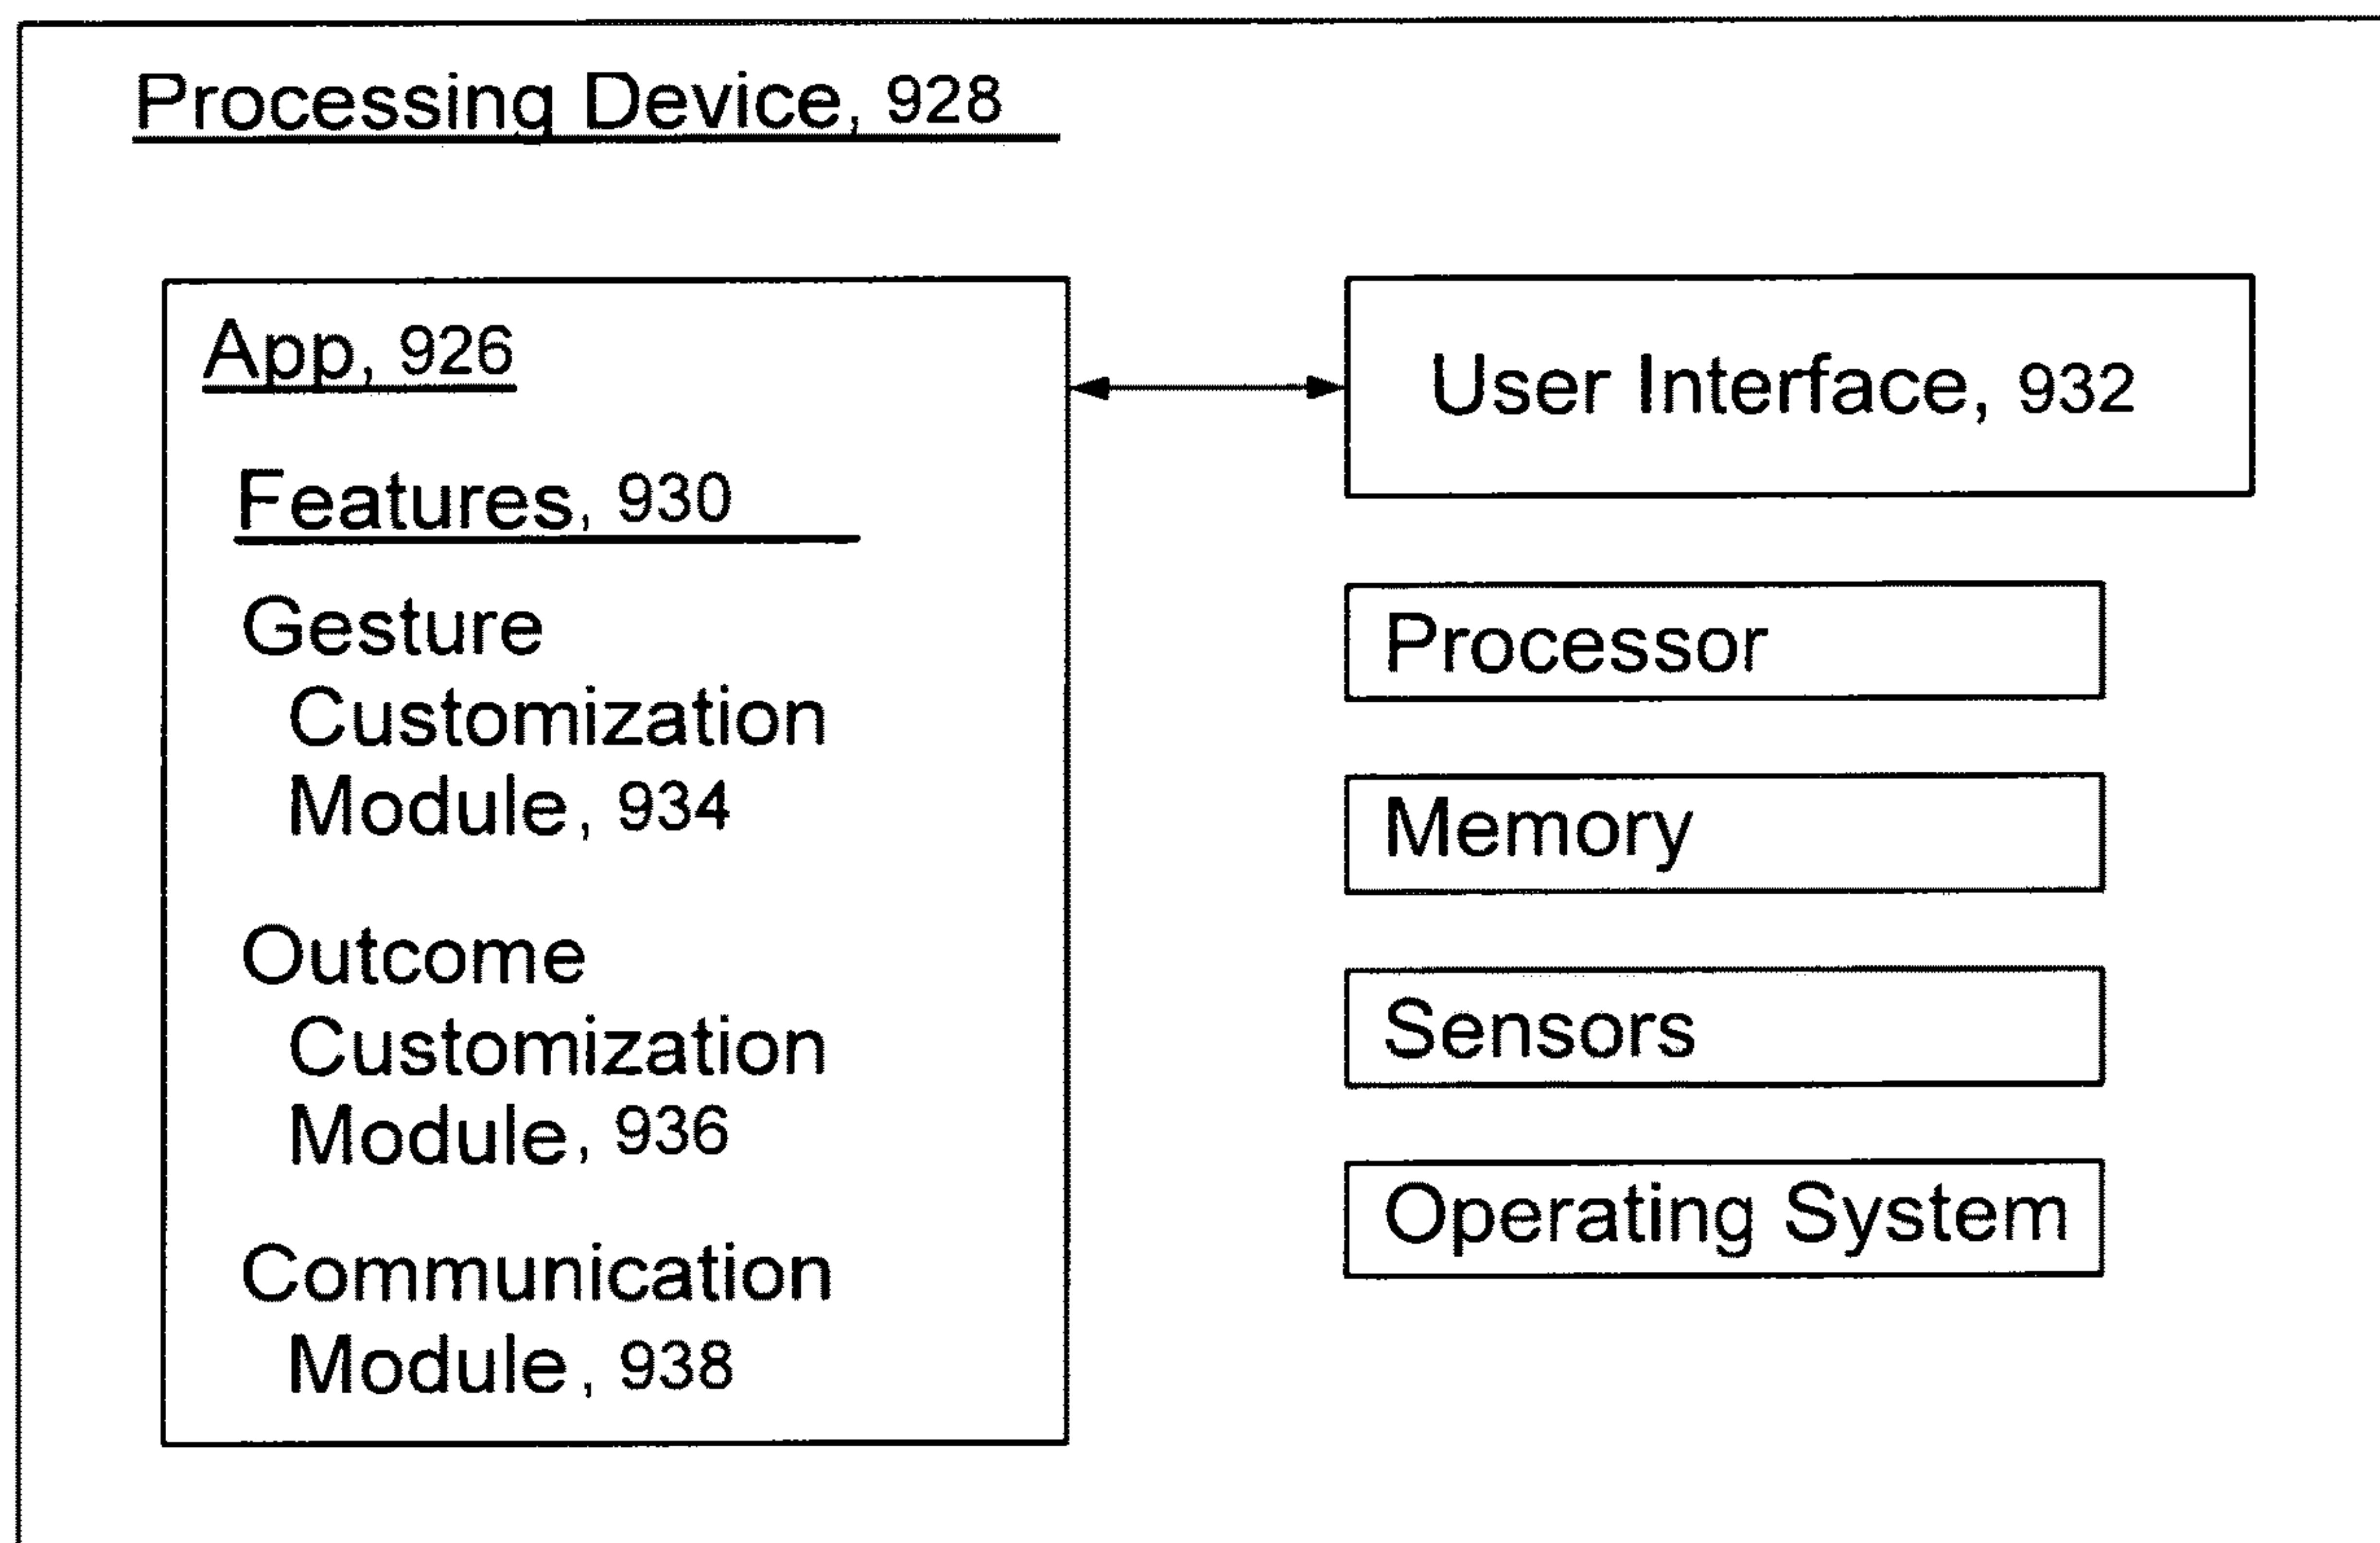 Processing Device, 928
App, 926
Features, 930
Gesture
Customization
Module, 934
Outcome
Customization
Module, 936
Communication
Module, 938
User Interface, 932
Processor
Memory
Sensors
Operating System